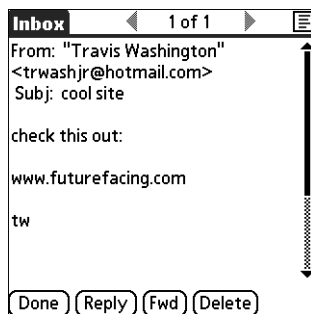 Inbox 1 of 1
From: "Travis Washington"
<trwashjr@hotmail.com>
Subj: cool site
check this out:
www.futurefacing.com
tw
Done Reply Fwd Delete